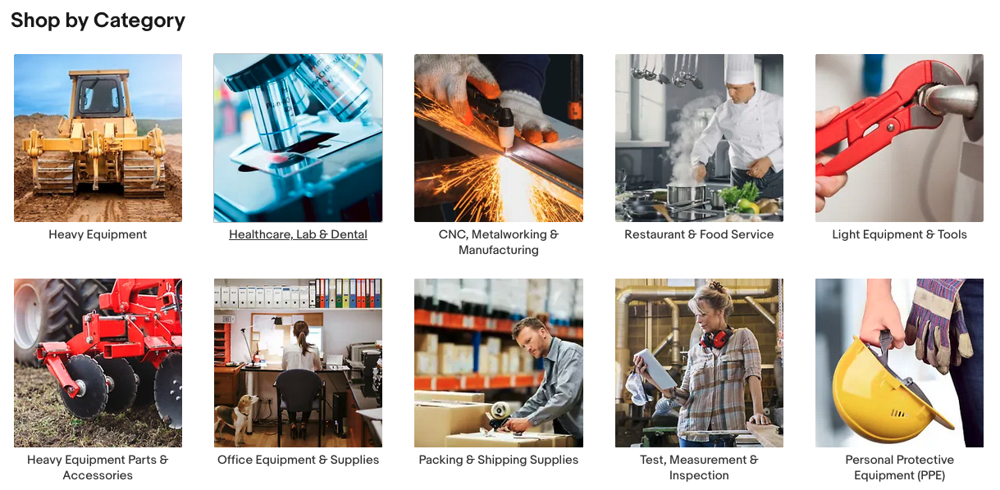 Shop by Category
Heavy Equipment
Healthcare, Lab & Dental
CNC, Metalworking &
Manufacturing
Restaurant & Food Service
Light Equipment & Tools
Heavy Equipment Parts &
Accessories
Office Equipment & Supplies
Packing & Shipping Supplies
Test, Measurement &
Inspection
Personal Protective
Equipment (PPE)